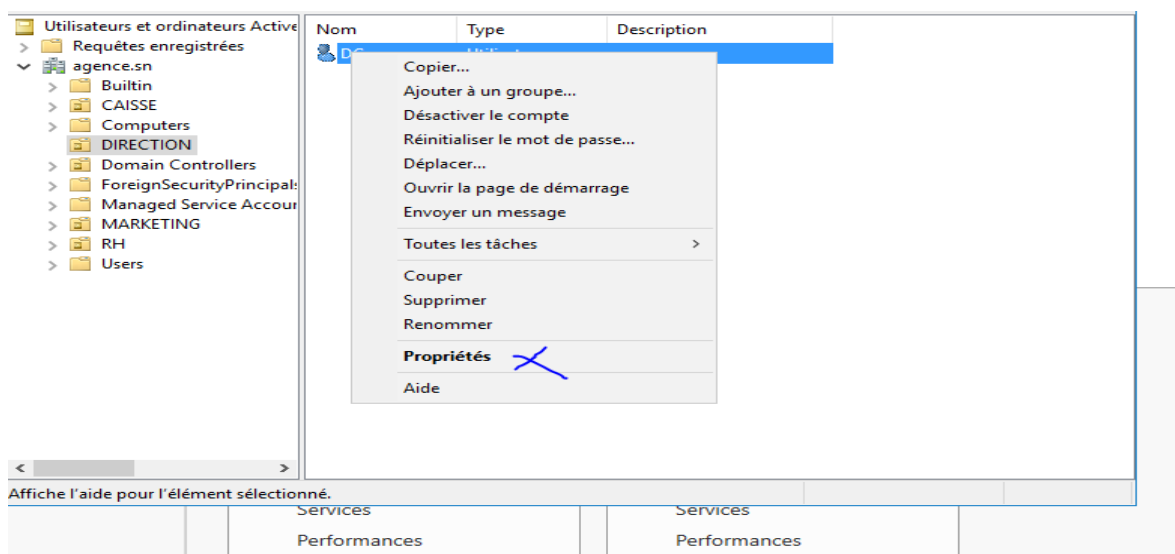 Utilisateurs et ordinateurs Active
Requêtes enregistrées
agence.sn
Builtin
CAISSE
Computers
DIRECTION
Domain Controllers
ForeignSecurityPrincipals
Managed Service Accour
MARKETING
RH
Users
Nom Type Description
Copier...
Ajouter à un groupe...
Désactiver le compte
Réinitialiser le mot de passe...
Déplacer...
Ouvrir la page de démarrage
Envoyer un message
Toutes les tâches
Couper
Supprimer
Renommer
Propriétés
Aide
Affiche l'aide pour l'élément sélectionné.
Services Services
Performances Performances